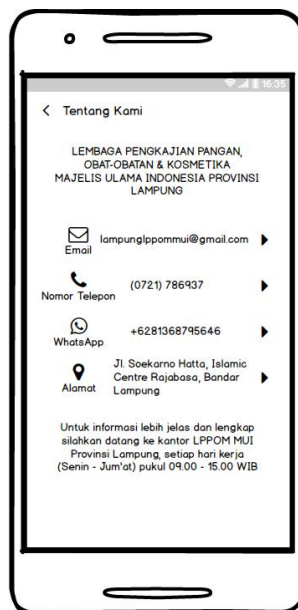 16:35
Tentang Kami
LEMBAGA PENGKAJIAN PANGAN,
OBAT-OBATAN & KOSMETIKA
MAJELIS ULAMA INDONESIA PROVINSI
LAMPUNG
Email
lampunglppommui@gmail.com
Nomor Telepon
(0721) 786937
WhatsApp
+6281368795646
Alamat
Jl. Soekarno Hatta, Islamic
Centre Rajabasa, Bandar
Lampung
Untuk informasi lebih jelas dan lengkap
silahkan datang ke kantor LPPOM MUI
Provinsi Lampung, setiap hari kerja
(Senin - Jum'at) pukul 09.00 - 15.00 WIB